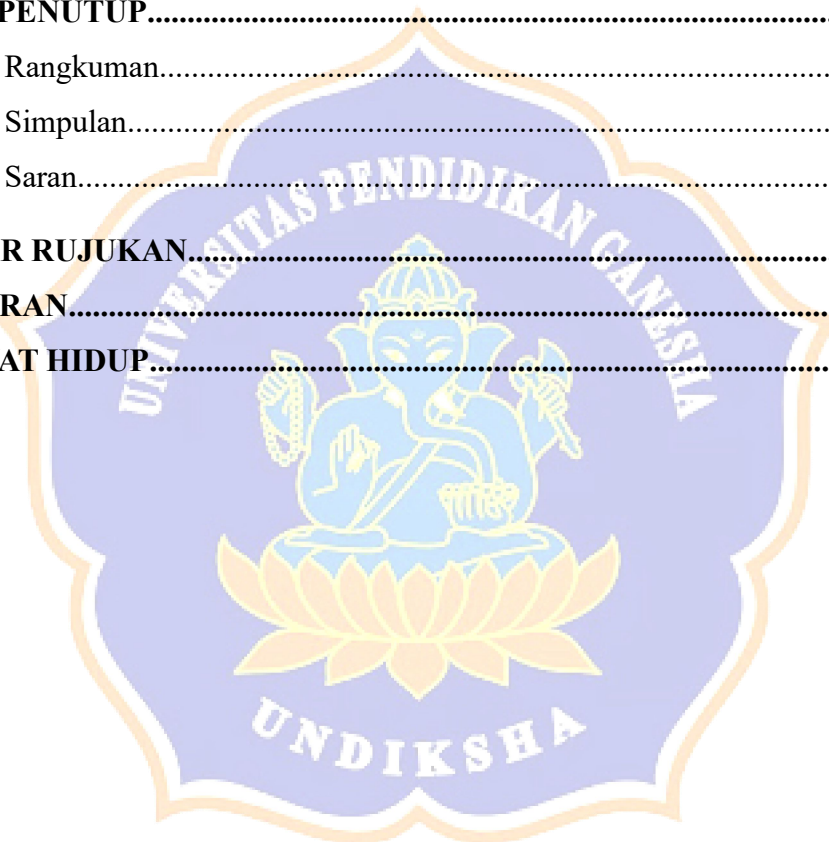 PENUTUP
Rangkuman
Simpulan
Saran
R RUJUKAN
RAN
AT HIDUP
UNIVERSITAS PENDIDIKAN GANESHA
UNDIKSHA